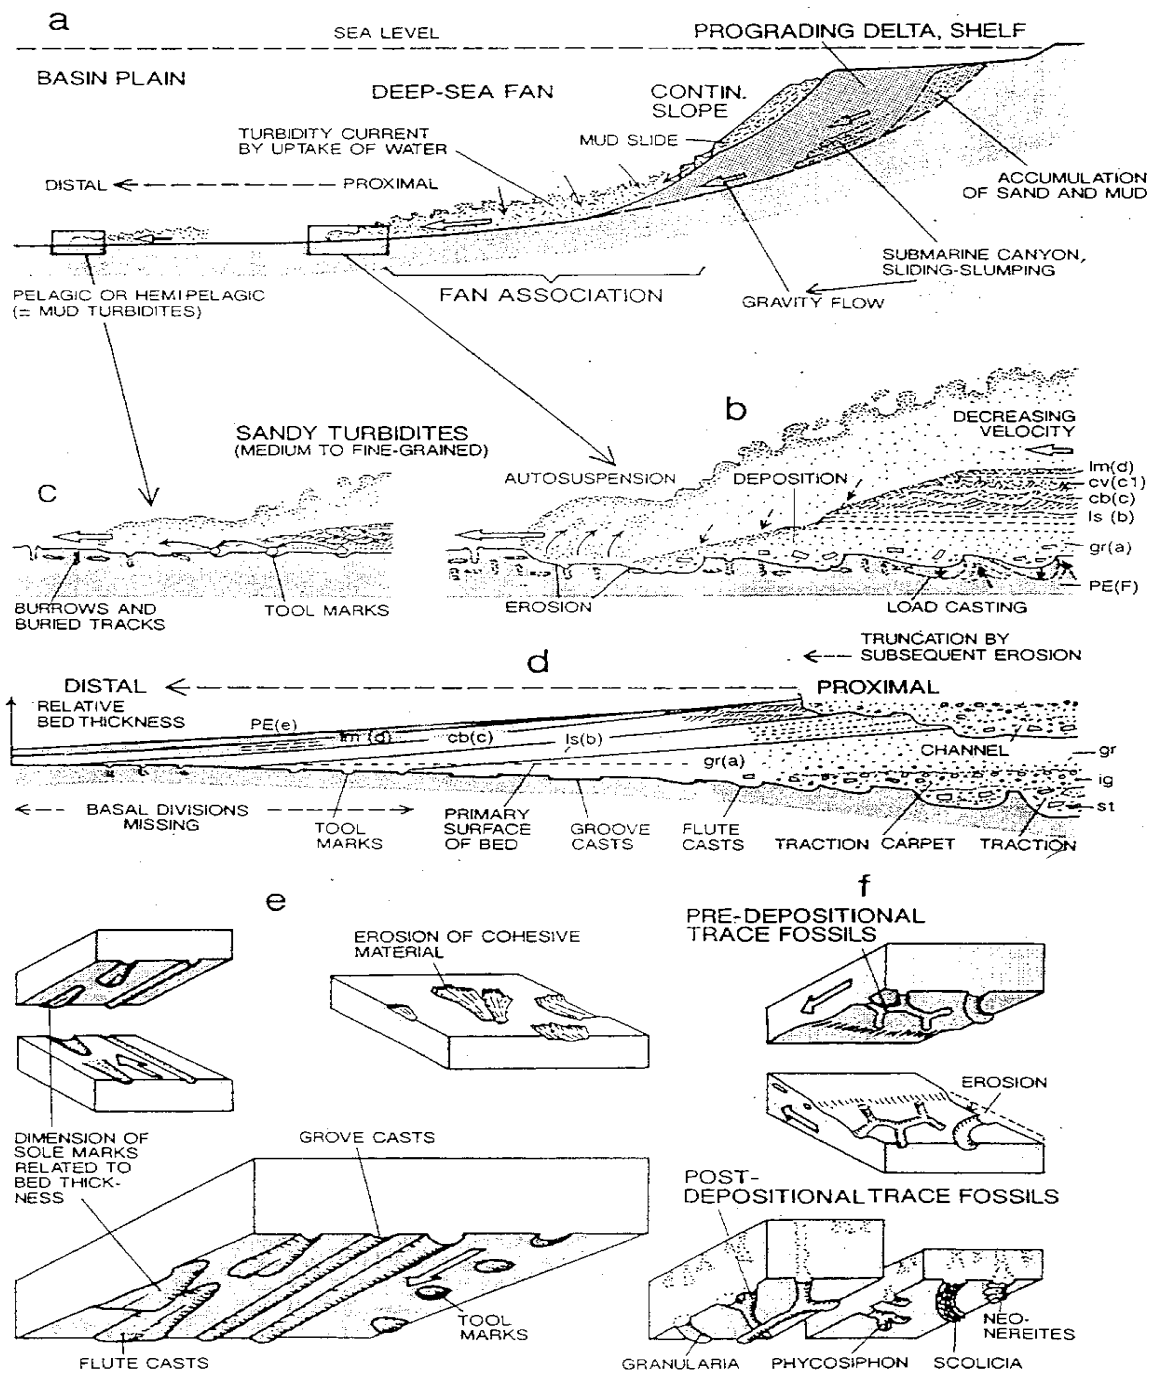 a
SEA LEVEL
PROGRADING DELTA, SHELF
BASIN PLAIN
DEEP-SEA FAN
CONTIN.
SLOPE
TURBIDITY CURRENT
BY UPTAKE OF WATER
MUD SLIDE
DISTAL
PROXIMAL
ACCUMULATION
OF SAND AND MUD
SUBMARINE CANYON,
SLIDING-SLUMPING
PELAGIC OR HEMIPELAGIC
(= MUD TURBIDITES)
FAN ASSOCIATION
GRAVITY FLOW
b
SANDY TURBIDITES
(MEDIUM TO FINE-GRAINED)
DECREASING
VELOCITY
c
AUTOSUSPENSION
DEPOSITION
lm(d)
cv(c1)
cb(c)
ls (b)
gr(a)
PE(F)
BURROWS AND
BURIED TRACKS
TOOL MARKS
EROSION
LOAD CASTING
TRUNCATION BY
SUBSEQUENT EROSION
d
DISTAL
PROXIMAL
RELATIVE
BED THICKNESS
PE(e)
lm (d)
cb(c)
ls(b)
gr(a)
CHANNEL
gr
ig
st
BASAL DIVISIONS
MISSING
TOOL
MARKS
PRIMARY
SURFACE
OF BED
GROOVE
CASTS
FLUTE
CASTS
TRACTION CARPET
TRACTION
e
f
PRE-DEPOSITIONAL
TRACE FOSSILS
EROSION OF COHESIVE
MATERIAL
EROSION
DIMENSION OF
SOLE MARKS
RELATED TO
BED THICK-
NESS
GROVE CASTS
POST-
DEPOSITIONAL TRACE FOSSILS
TOOL
MARKS
FLUTE CASTS
NEO-
NEREITES
GRANULARIA
PHYCOSIPHON
SCOLICIA